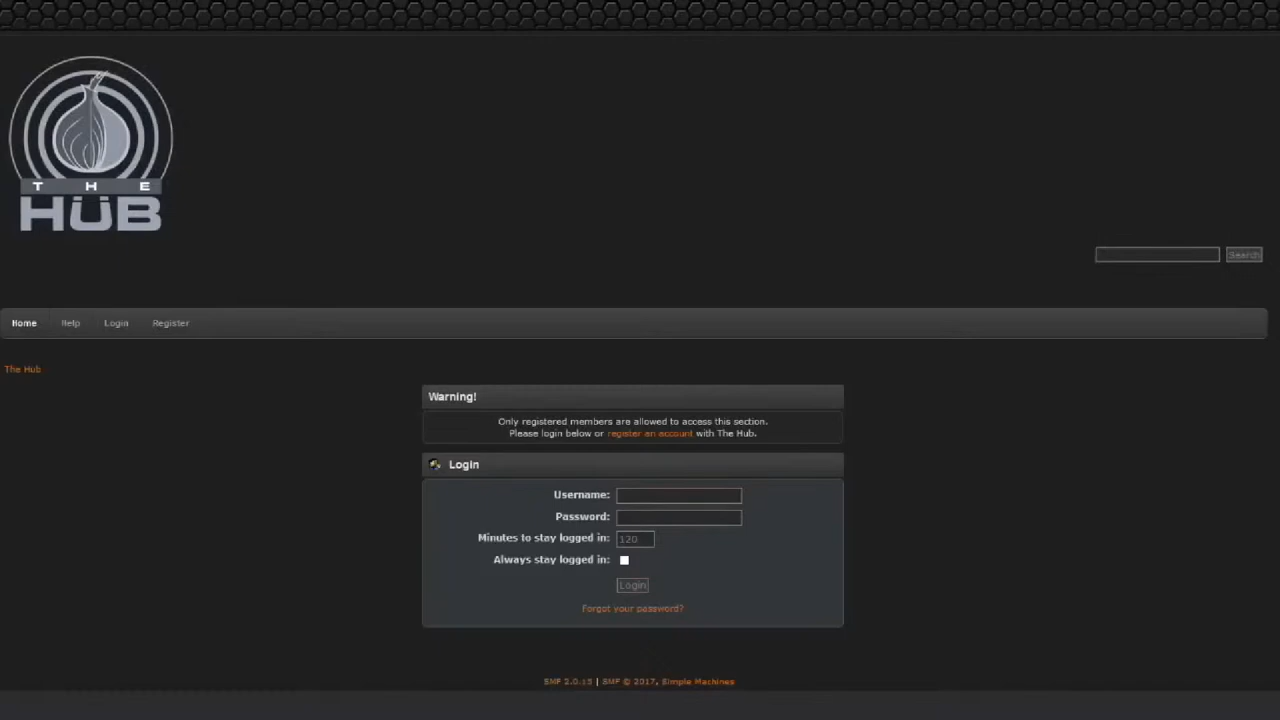 THE
HUB
Search
Home Help Login Register
The Hub
Warning!
Only registered members are allowed to access this section.
Please login below or register an account with The Hub.
Login
Username:
Password:
Minutes to stay logged in: 120
Always stay logged in:
Login
Forgot your password?
SMF 2.0.15 | SMF © 2017, Simple Machines